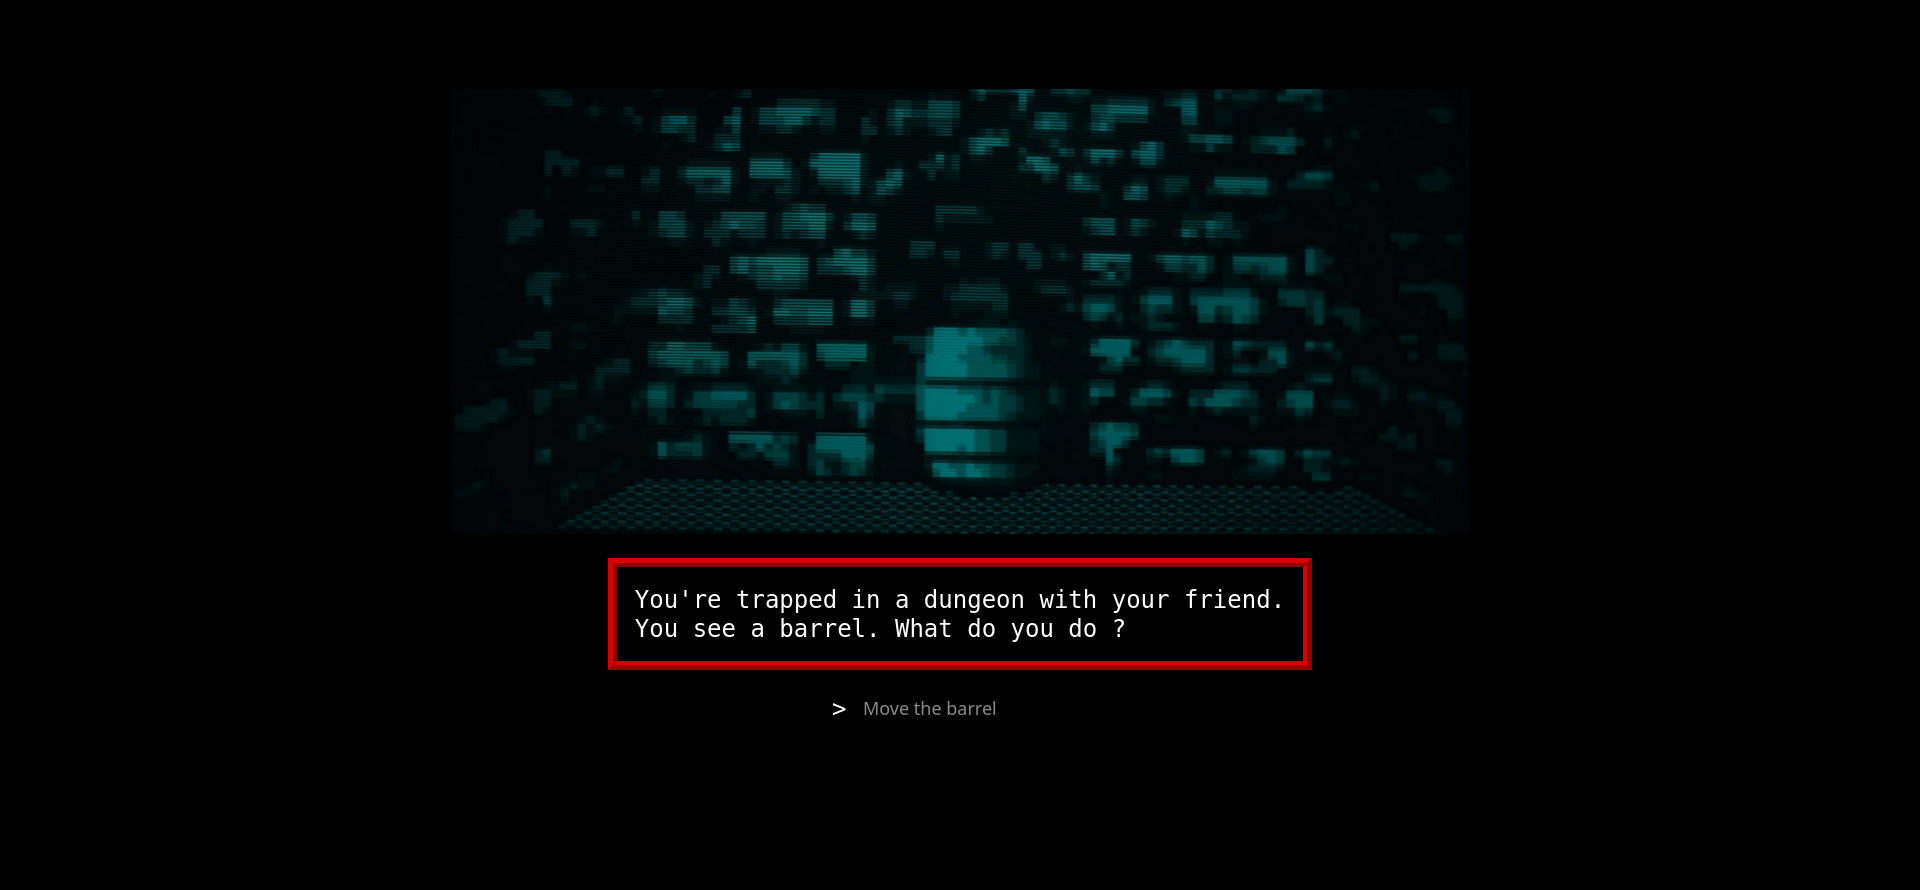 You're trapped in a dungeon with your friend.
You see a barrel. What do you do ?
> Move the barrel